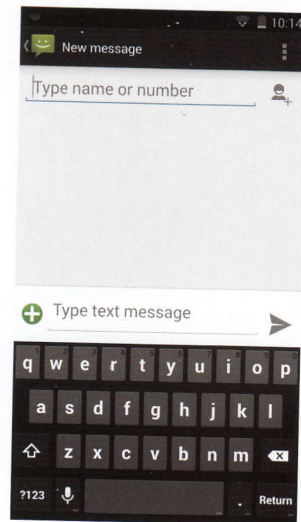 10:14
New message
Type name or number
Type text message
q w e r t y u i o p
a s d f g h j k l
z x c v b n m
?123 . Return